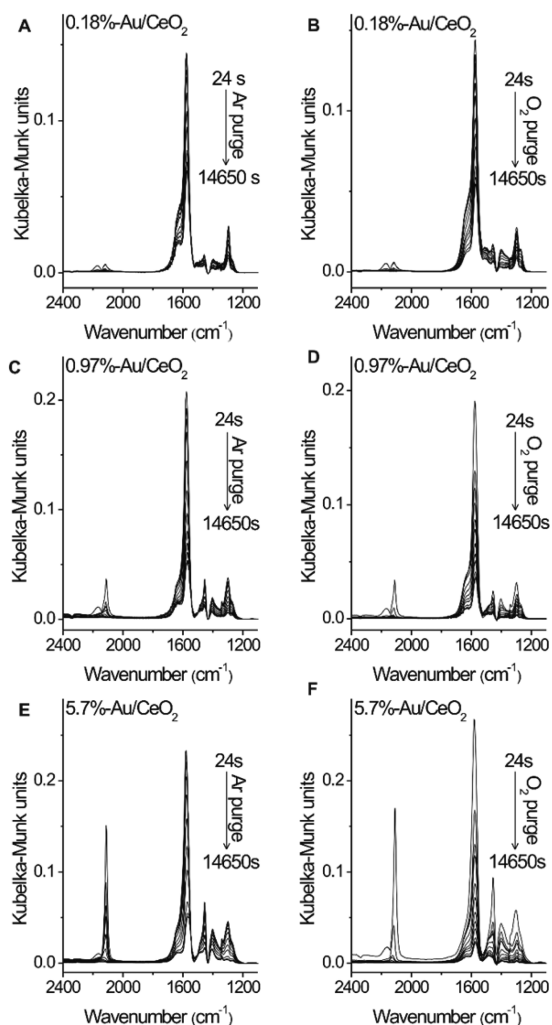 A
0.18%-Au/CeO2
24 s
Ar purge
14650 s
Kubelka-Munk units
0.1
0.0
2400 2000 1600 1200
Wavenumber (cm-1)
B
0.18%-Au/CeO2
24s
O2 purge
14650s
Kubelka-Munk units
0.1
0.0
2400 2000 1600 1200
Wavenumber (cm-1)
C
0.97%-Au/CeO2
24s
Ar purge
14650s
Kubelka-Munk units
0.2
0.1
0.0
2400 2000 1600 1200
Wavenumber (cm-1)
D
0.97%-Au/CeO2
24s
O2 purge
14650s
Kubelka-Munk units
0.2
0.1
0.0
2400 2000 1600 1200
Wavenumber (cm-1)
E
5.7%-Au/CeO2
24s
Ar purge
14650s
Kubelka-Munk units
0.2
0.1
0.0
2400 2000 1600 1200
Wavenumber (cm-1)
F
5.7%-Au/CeO2
24s
O2 purge
14650s
Kubelka-Munk units
0.2
0.1
0.0
2400 2000 1600 1200
Wavenumber (cm-1)